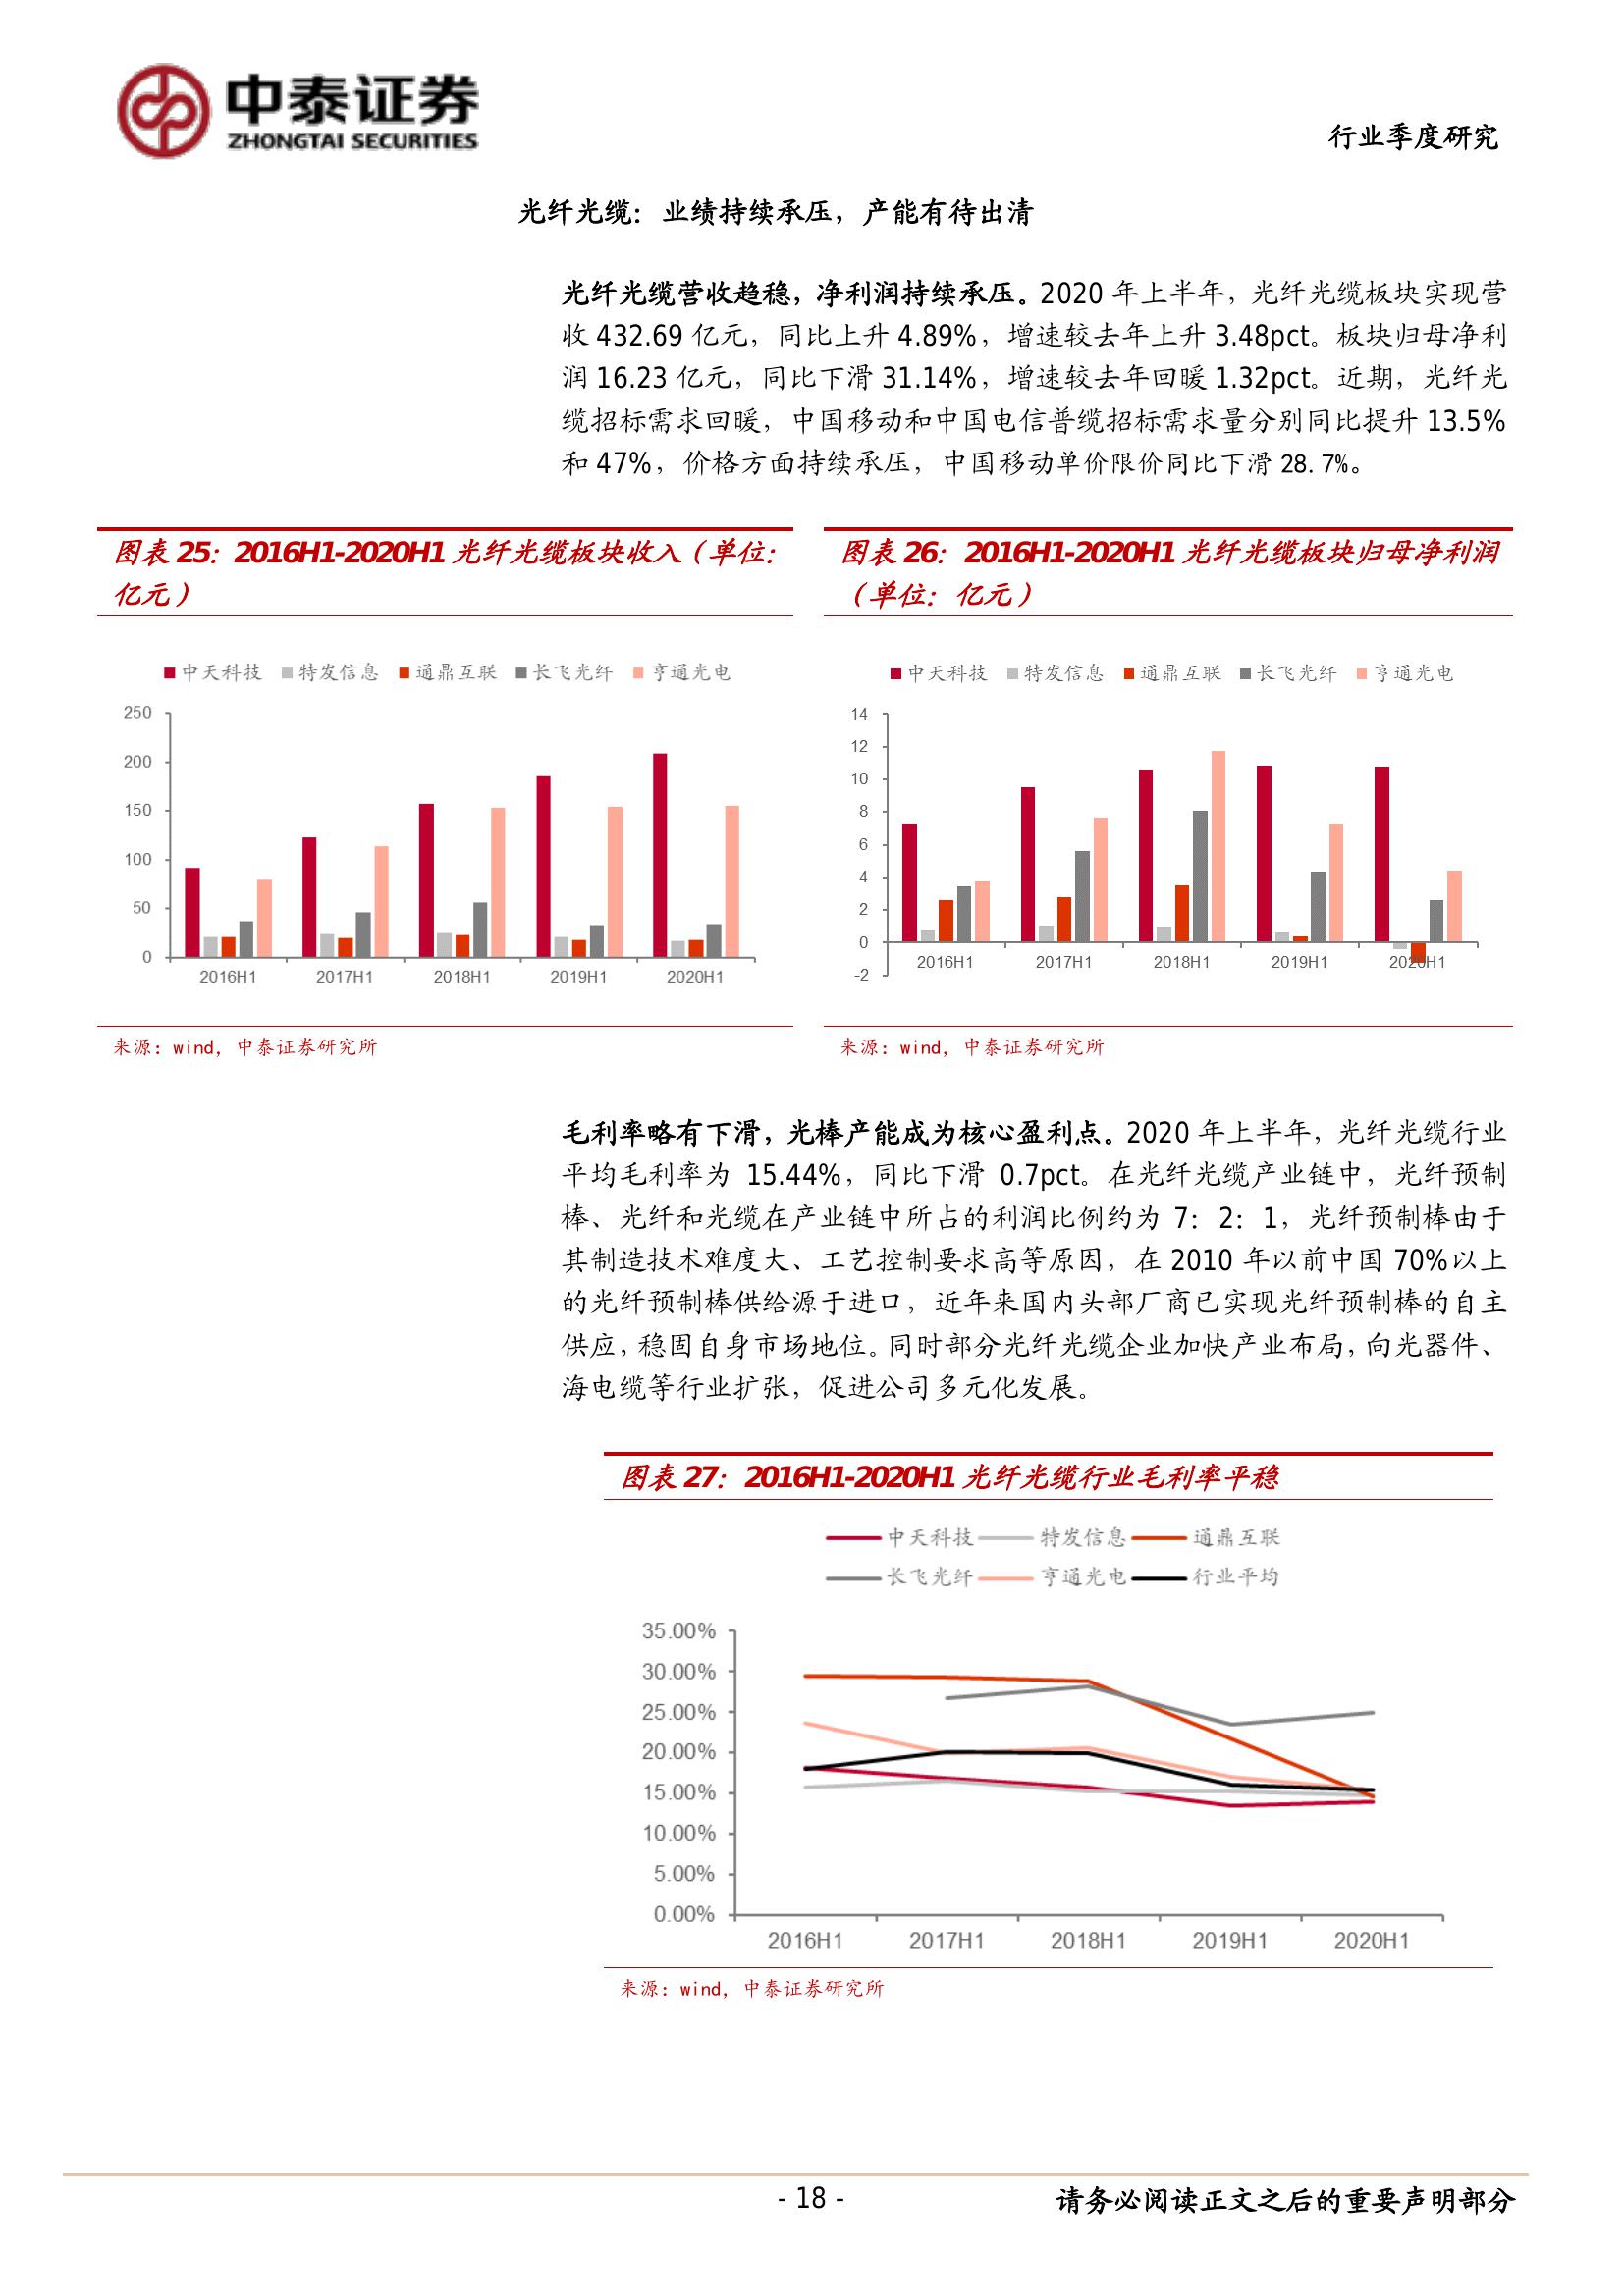 中泰证券
ZHONGTAI SECURITIES
行业季度研究
光纤光缆：业绩持续承压，产能有待出清
光纤光缆营收趋稳，净利润持续承压。2020 年上半年，光纤光缆板块实现营
收 432.69 亿元，同比上升 4.89%，增速较去年上升 3.48pct。板块归母净利
润 16.23 亿元，同比下滑 31.14%，增速较去年回暖 1.32pct。近期，光纤光
缆招标需求回暖，中国移动和中国电信普缆招标需求量分别同比提升 13.5%
和 47%，价格方面持续承压，中国移动单价限价同比下滑 28.7%。
图表 25：2016H1-2020H1 光纤光缆板块收入（单位：
亿元）
中天科技 特发信息 通鼎互联 长飞光纤 亨通光电
250
200
150
100
50
0
2016H1 2017H1 2018H1 2019H1 2020H1
来源：wind，中泰证券研究所
图表 26：2016H1-2020H1 光纤光缆板块归母净利润
（单位：亿元）
中天科技 特发信息 通鼎互联 长飞光纤 亨通光电
14
12
10
8
6
4
2
0
-2
2016H1 2017H1 2018H1 2019H1 2020H1
来源：wind，中泰证券研究所
毛利率略有下滑，光棒产能成为核心盈利点。2020 年上半年，光纤光缆行业
平均毛利率为 15.44%，同比下滑 0.7pct。在光纤光缆产业链中，光纤预制
棒、光纤和光缆在产业链中所占的利润比例约为 7：2：1，光纤预制棒由于
其制造技术难度大、工艺控制要求高等原因，在 2010 年以前中国 70%以上
的光纤预制棒供给源于进口，近年来国内头部厂商已实现光纤预制棒的自主
供应，稳固自身市场地位。同时部分光纤光缆企业加快产业布局，向光器件、
海电缆等行业扩张，促进公司多元化发展。
图表 27：2016H1-2020H1 光纤光缆行业毛利率平稳
中天科技 特发信息 通鼎互联
长飞光纤 亨通光电 行业平均
35.00%
30.00%
25.00%
20.00%
15.00%
10.00%
5.00%
0.00%
2016H1 2017H1 2018H1 2019H1 2020H1
来源：wind，中泰证券研究所
- 18 -
请务必阅读正文之后的重要声明部分